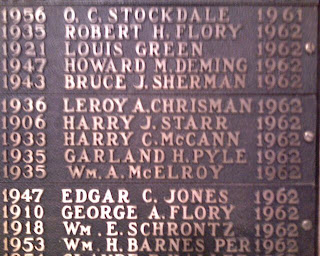 1956 O. C. STOCKDALE 1961
1935 ROBERT H. FLORY 1962
1921 LOUIS GREEN 1962
1947 HOWARD M. DEMING 1962
1943 BRUCE J. SHERMAN 1962
1936 LEROY A. CHRISMAN 1962
1906 HARRY J. STARR 1962
1933 HARRY C. MCCANN 1962
1935 GARLAND H. PYLE 1962
1935 WM. A. MCELROY 1962
1947 EDGAR C. JONES 1962
1910 GEORGE A. FLORY 1962
1918 WM. E. SCHRONTZ 1962
1953 WM. H. BARNES PER 1962